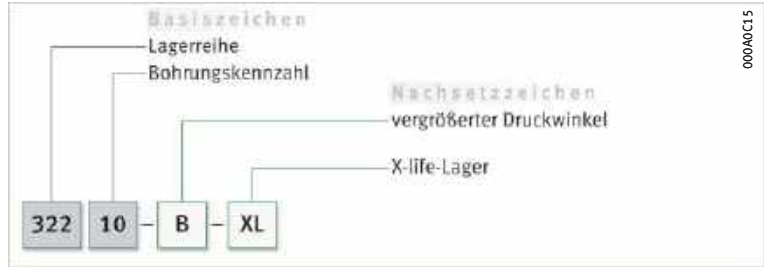 Basiszeichen
Lagerreihe
Bohrungskennzahl
Nachsetzzeichen
vergrößerter Druckwinkel
X-life-Lager
322 10 – B – XL
000A0C15